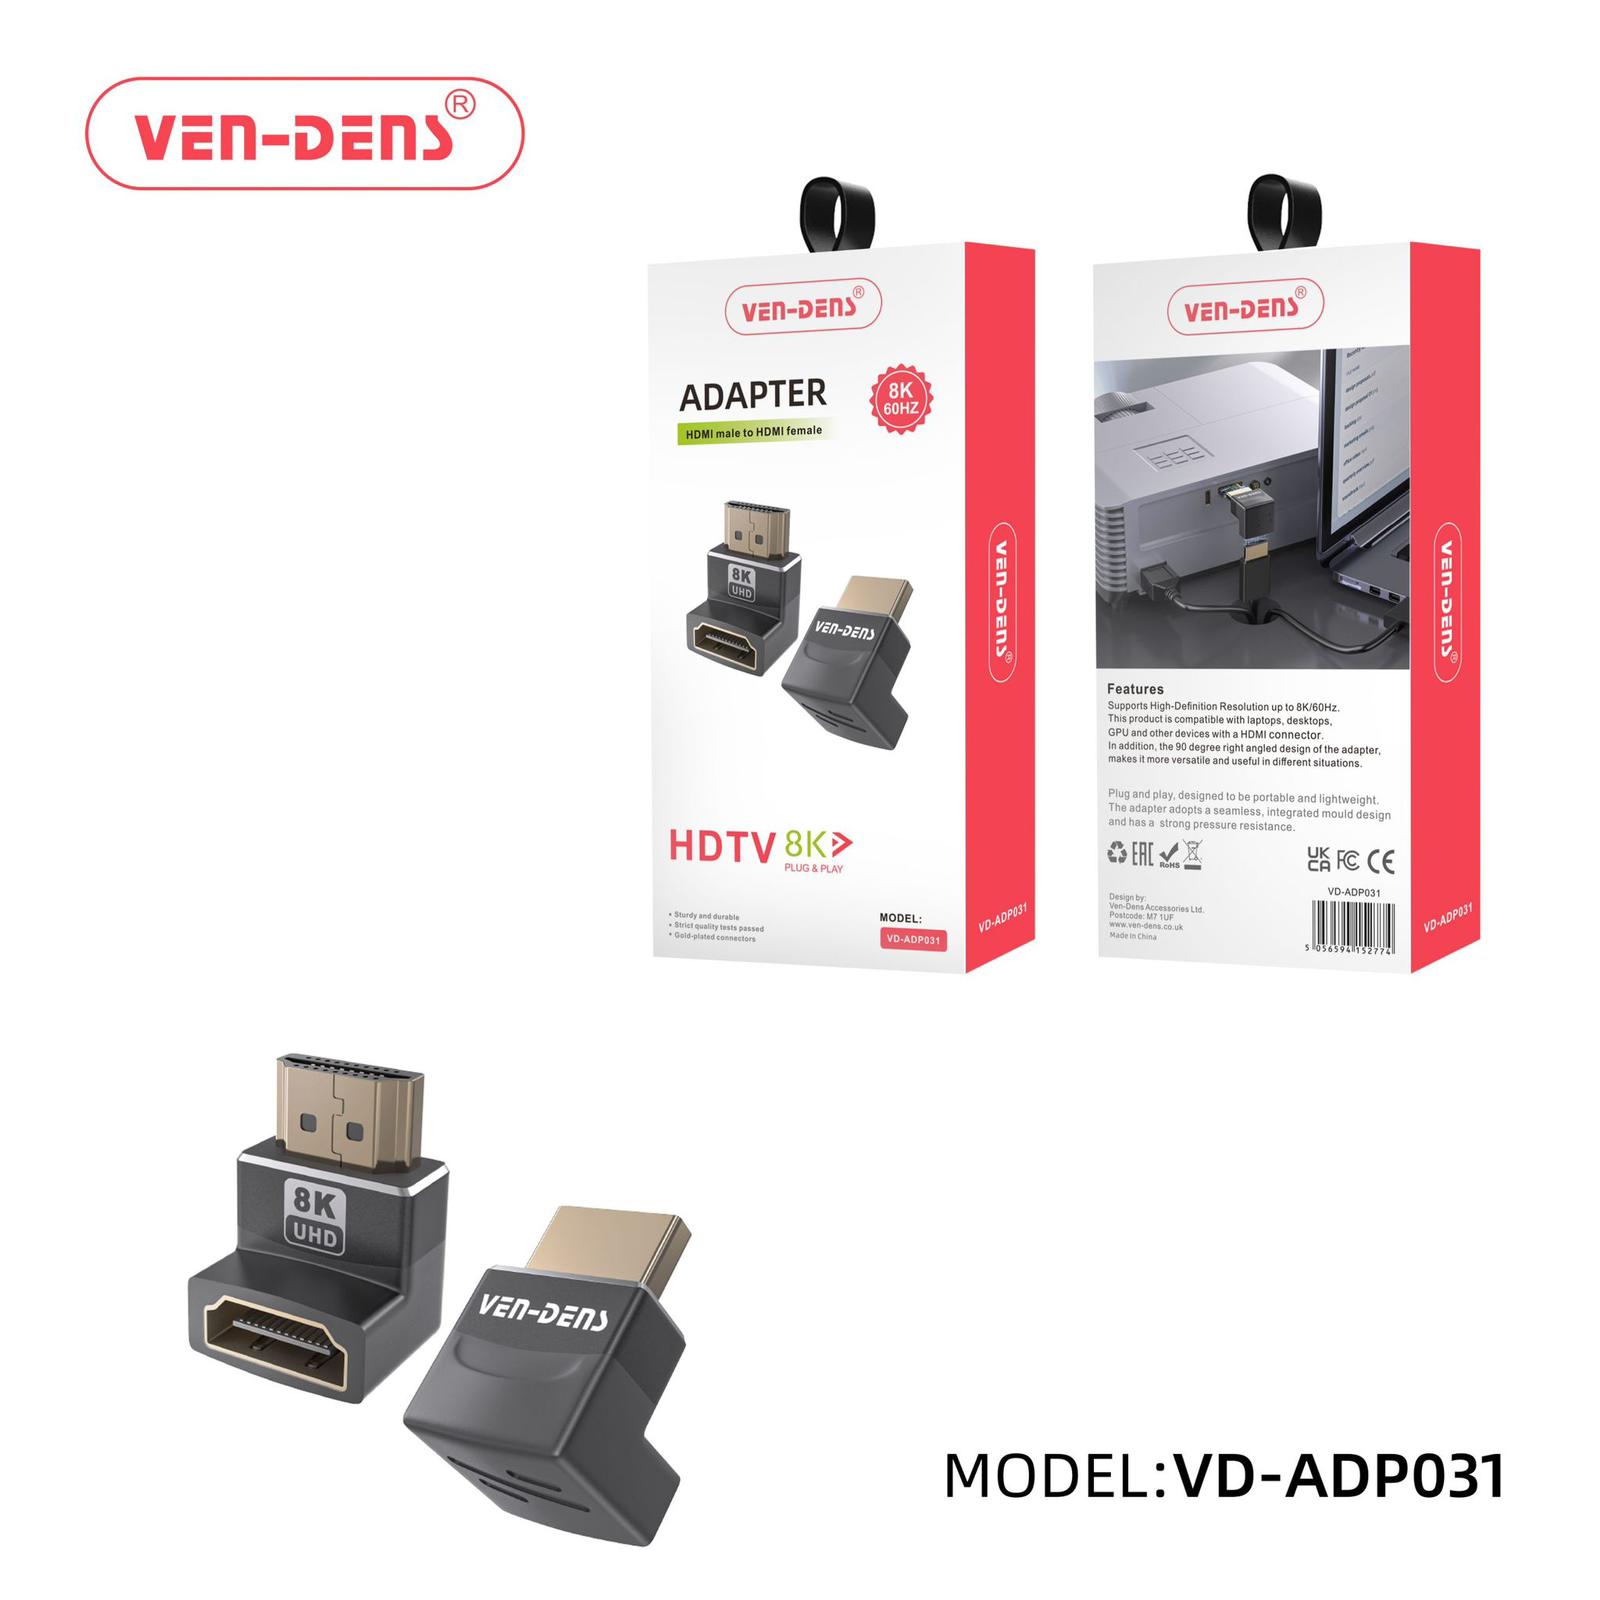 VEN-DENS®
VEN-DENS®
ADAPTER
8K
60HZ
HDMI male to HDMI female
8K
UHD
VEN-DENS
HDTV 8K
PLUG & PLAY
• Sturdy and durable
• Strict quality tests passed
• Gold-plated connectors
MODEL:
VD-ADP031
VEN-DENS®
VD-ADP031
VEN-DENS®
Features
Supports High-Definition Resolution up to 8K/60Hz.
This product is compatible with laptops, desktops,
GPU and other devices with a HDMI connector.
In addition, the 90 degree right angled design of the adapter,
makes it more versatile and useful in different situations.
Plug and play, designed to be portable and lightweight.
The adapter adopts a seamless, integrated mould design
and has a strong pressure resistance.
EAC
RoHS
UK
CA
FC
CE
Design by:
Ven-Dens Accessories Ltd.
Postcode: M7 1UF
www.ven-dens.co.uk
Made In China
VD-ADP031
5 056594 152774
VEN-DENS®
VD-ADP031
8K
UHD
VEN-DENS
MODEL:VD-ADP031